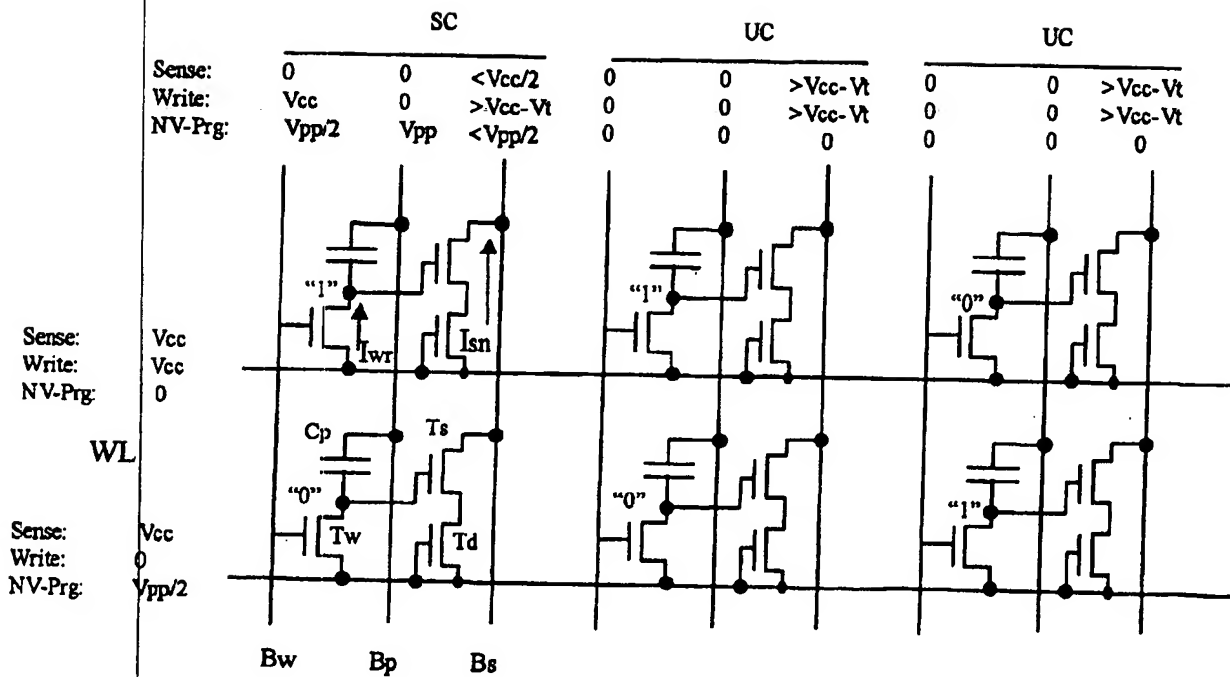 SC UC UC
Sense: 0 0 <Vcc/2 0 0 >Vcc-Vt 0 0 >Vcc-Vt
Write: Vcc 0 >Vcc-Vt 0 0 >Vcc-Vt 0 0 >Vcc-Vt
NV-Prg: Vpp/2 Vpp <Vpp/2 0 0 0 0 0 0
"1" "1" "0"
Iwr Isn
Sense: Vcc
Write: Vcc
NV-Prg: 0
Cp Ts
WL
"0" "0" "1"
Tw Td
Sense: Vcc
Write: 0
NV-Prg: Vpp/2
Bw Bp Bs